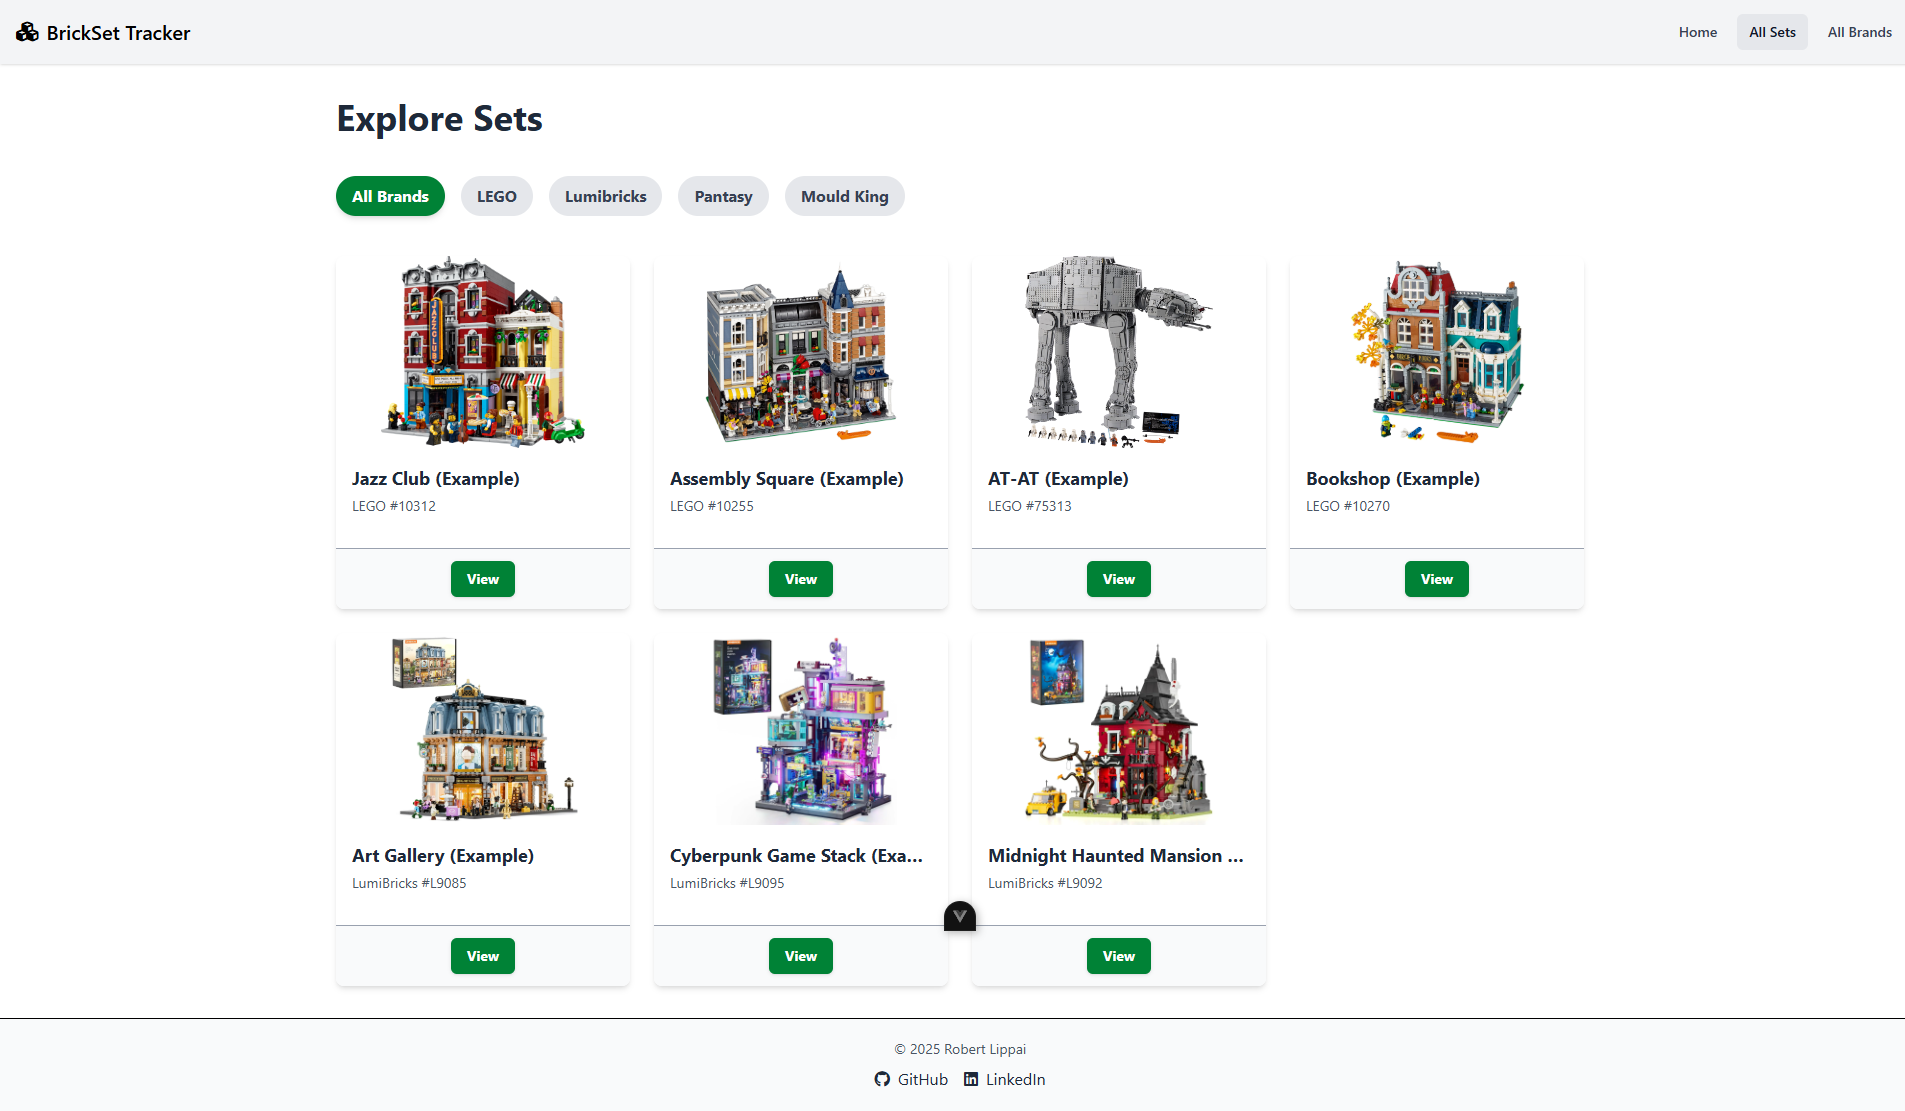 BrickSet Tracker
Home
All Sets
All Brands
Explore Sets
All Brands
LEGO
Lumibricks
Pantasy
Mould King
JAZZ CLUB
Jazz Club (Example)
LEGO #10312
View
Assembly Square (Example)
LEGO #10255
View
AT-AT (Example)
LEGO #75313
View
Bookshop (Example)
LEGO #10270
View
Art Gallery (Example)
LumiBricks #L9085
View
Cyberpunk Game Stack (Exa...
LumiBricks #L9095
View
Midnight Haunted Mansion ...
LumiBricks #L9092
View
© 2025 Robert Lippai
GitHub
LinkedIn